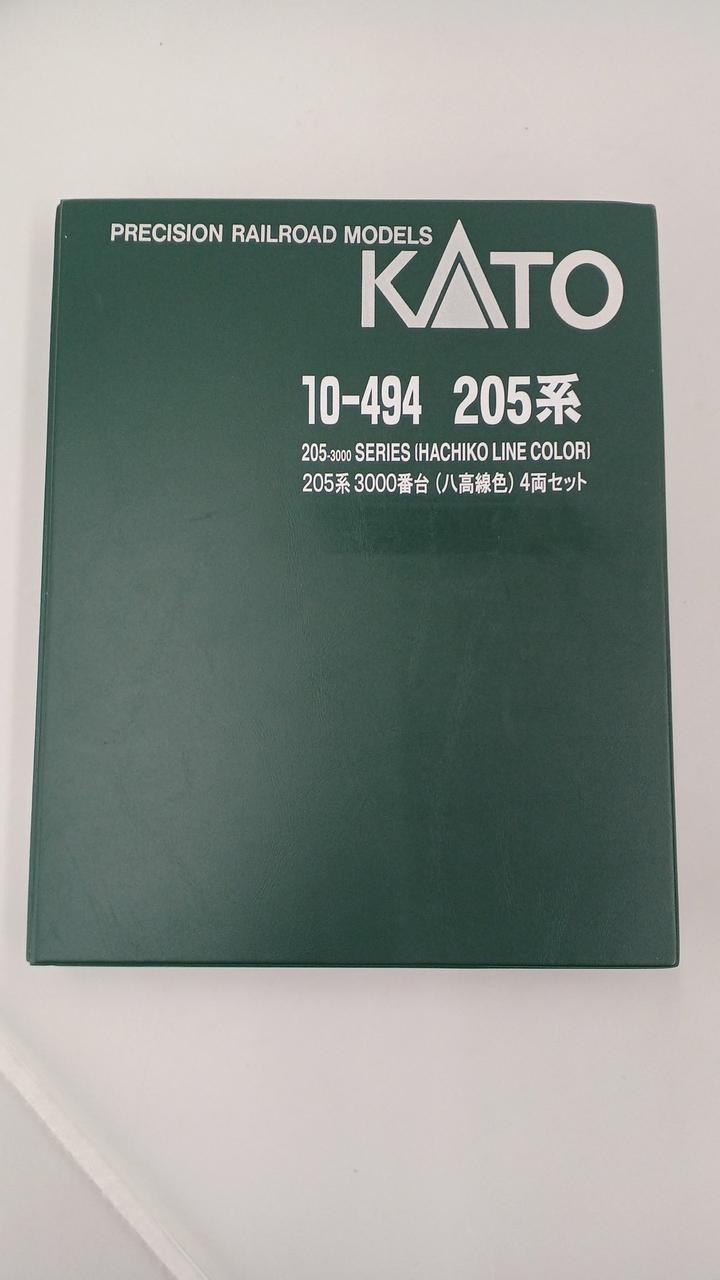 PRECISION RAILROAD MODELS
KATO
10-494 205系
205-3000 SERIES (HACHIKO LINE COLOR)
205系 3000番台 (八高線色) 4両セット